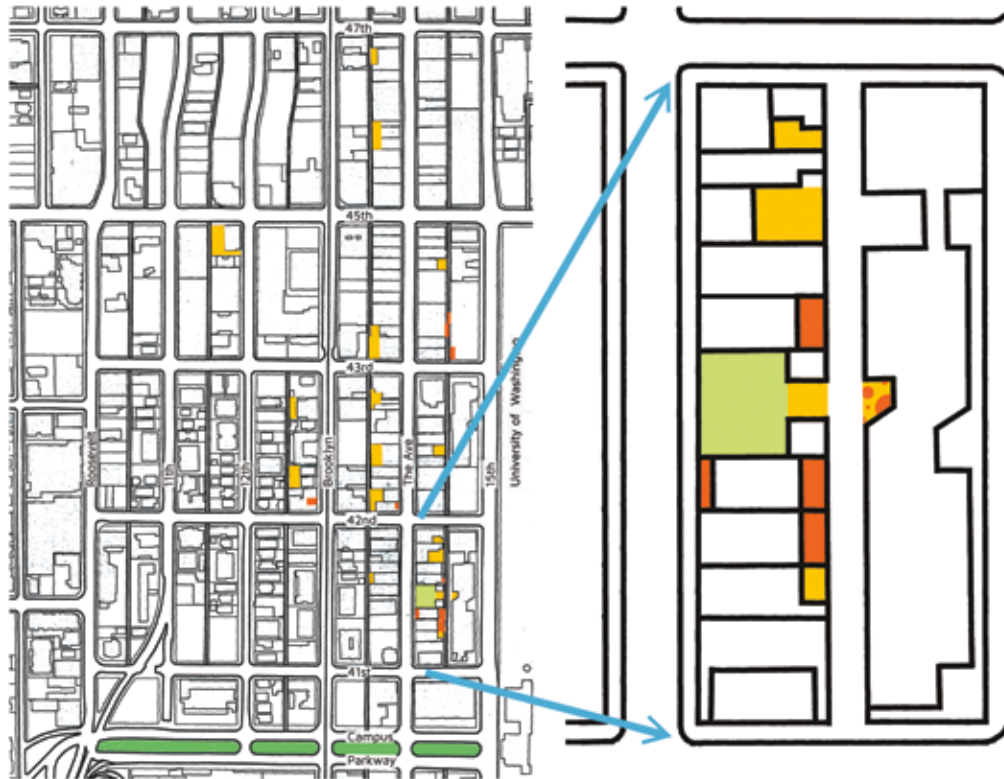 47th
45th
43rd
University of Washington
Roosevelt
11th
12th
Brooklyn
The Ave
15th
42nd
41st
Campus
Parkway